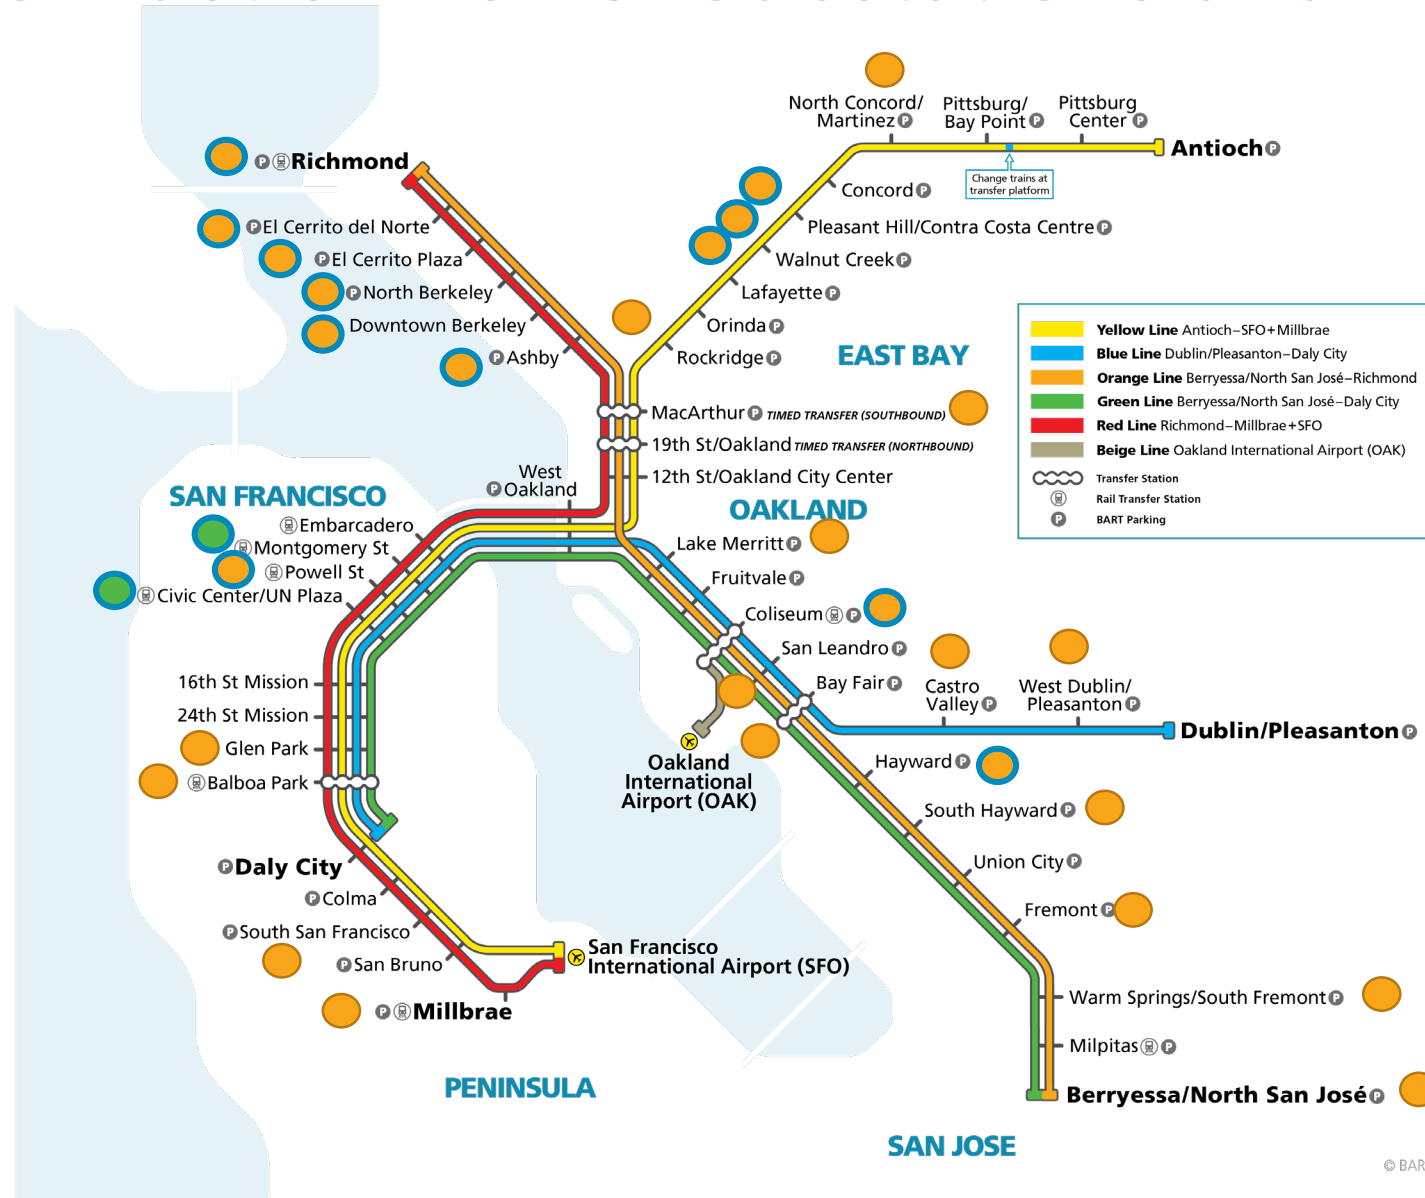 North Concord/
Martinez P
Pittsburg/
Bay Point P
Pittsburg
Center P
Antioch P
Change trains at
transfer platform
P Richmond
Concord P
P El Cerrito del Norte
Pleasant Hill/Contra Costa Centre P
P El Cerrito Plaza
Walnut Creek P
P North Berkeley
Lafayette P
Downtown Berkeley
Orinda P
P Ashby
Rockridge P
EAST BAY
Yellow Line Antioch–SFO+Millbrae
Blue Line Dublin/Pleasanton–Daly City
Orange Line Berryessa/North San José–Richmond
Green Line Berryessa/North San José–Daly City
Red Line Richmond–Millbrae+SFO
Beige Line Oakland International Airport (OAK)
Transfer Station
Rail Transfer Station
P BART Parking
MacArthur P TIMED TRANSFER (SOUTHBOUND)
19th St/Oakland TIMED TRANSFER (NORTHBOUND)
12th St/Oakland City Center
West
P Oakland
SAN FRANCISCO
OAKLAND
Embarcadero
Montgomery St
Powell St
Civic Center/UN Plaza
Lake Merritt P
Fruitvale P
Coliseum P
San Leandro P
Bay Fair P
Castro
Valley P
West Dublin/
Pleasanton P
Dublin/Pleasanton P
16th St Mission
24th St Mission
Glen Park
Balboa Park
Oakland
International
Airport (OAK)
Hayward P
South Hayward P
Union City P
Fremont P
P Daly City
P Colma
P South San Francisco
P San Bruno
San Francisco
International Airport (SFO)
P Millbrae
Warm Springs/South Fremont P
Milpitas P
Berryessa/North San José P
PENINSULA
SAN JOSE
© BAR